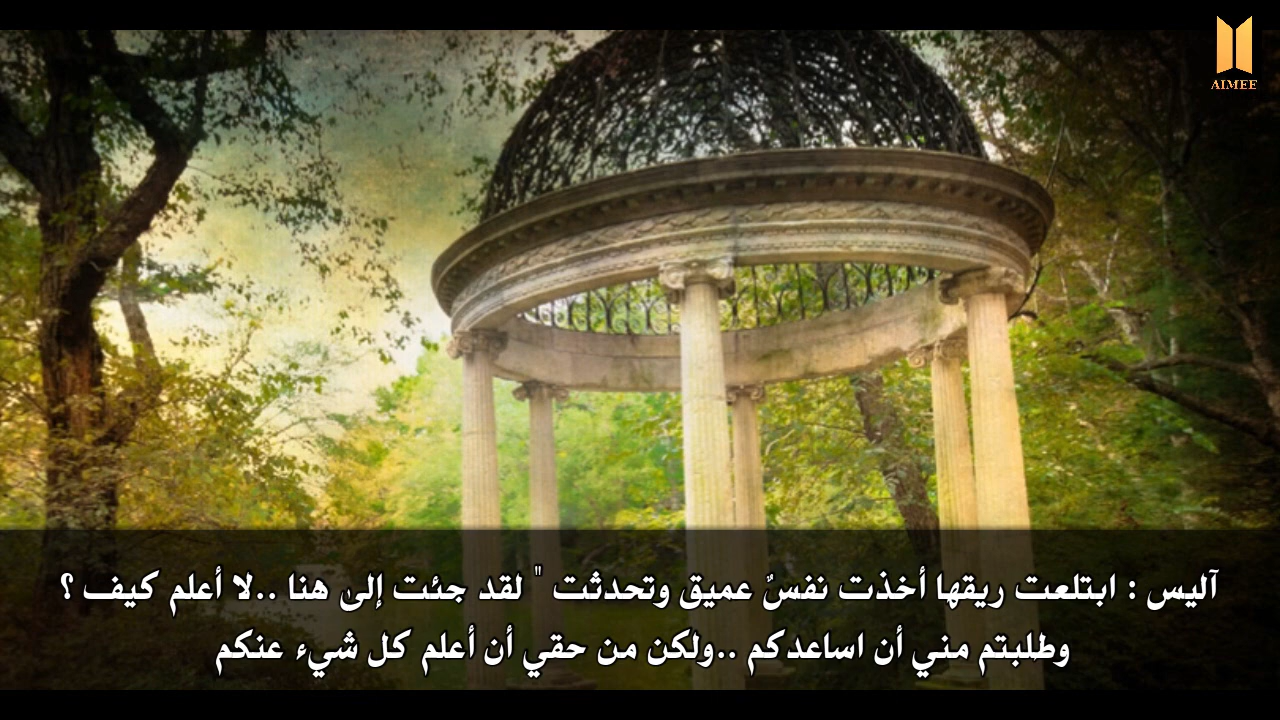 AIMEE
آليس : ابتلعت ريقها أخذت نفسٌ عميق وتحدثت " لقد جئت إلى هنا ..لا أعلم كيف ؟
وطلبتم مني أن اساعدكم ..ولكن من حقي أن أعلم كل شيء عنكم